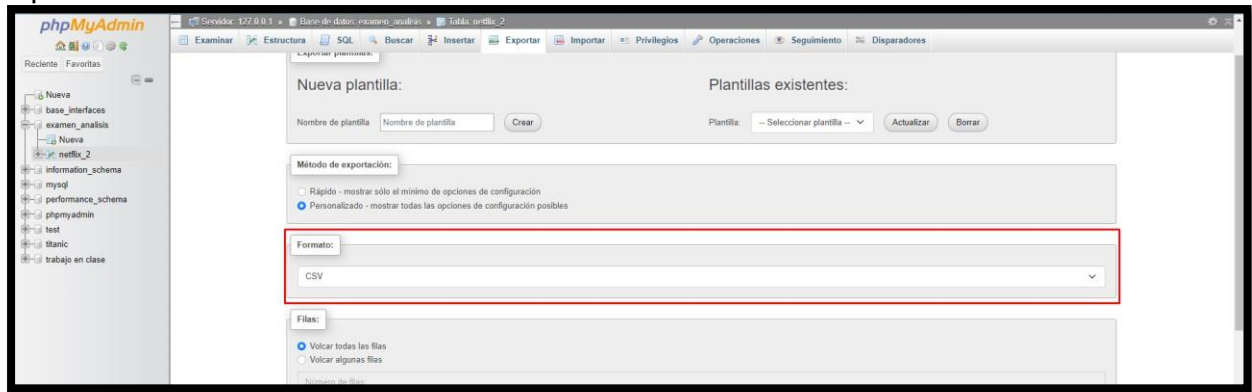 phpMyAdmin
Reciente Favoritas
Nueva
base_interfaces
examen_analisis
Nueva
netflix_2
information_schema
mysql
performance_schema
phpmyadmin
test
titanic
trabajo en clase
Servidor: 127.0.0.1 » Base de datos: examen_analisis » Tabla: netflix_2
Examinar Estructura SQL Buscar Insertar Exportar Importar Privilegios Operaciones Seguimiento Disparadores
Exportar plantillas:
Nueva plantilla: Plantillas existentes:
Nombre de plantilla Nombre de plantilla Crear Plantilla: -- Seleccionar plantilla -- Actualizar Borrar
Método de exportación:
Rápido - mostrar sólo el mínimo de opciones de configuración
Personalizado - mostrar todas las opciones de configuración posibles
Formato:
CSV
Filas:
Volcar todas las filas
Volcar algunas filas
Número de filas